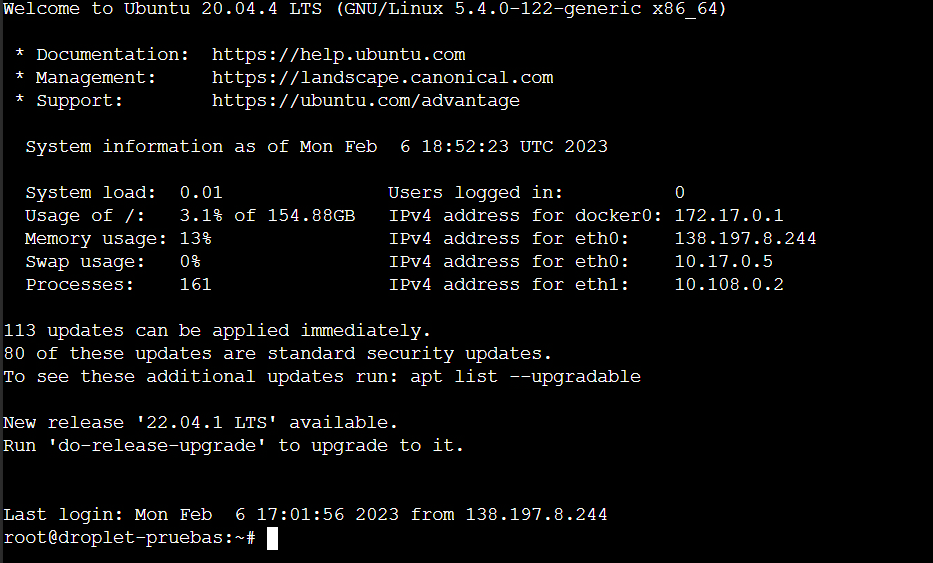 Welcome to Ubuntu 20.04.4 LTS (GNU/Linux 5.4.0-122-generic x86_64)
* Documentation: https://help.ubuntu.com
* Management: https://landscape.canonical.com
* Support: https://ubuntu.com/advantage
System information as of Mon Feb 6 18:52:23 UTC 2023
System load: 0.01 Users logged in: 0
Usage of /: 3.1% of 154.88GB IPv4 address for docker0: 172.17.0.1
Memory usage: 13% IPv4 address for eth0: 138.197.8.244
Swap usage: 0% IPv4 address for eth0: 10.17.0.5
Processes: 161 IPv4 address for eth1: 10.108.0.2
113 updates can be applied immediately.
80 of these updates are standard security updates.
To see these additional updates run: apt list --upgradable
New release '22.04.1 LTS' available.
Run 'do-release-upgrade' to upgrade to it.
Last login: Mon Feb 6 17:01:56 2023 from 138.197.8.244
root@droplet-pruebas:~#